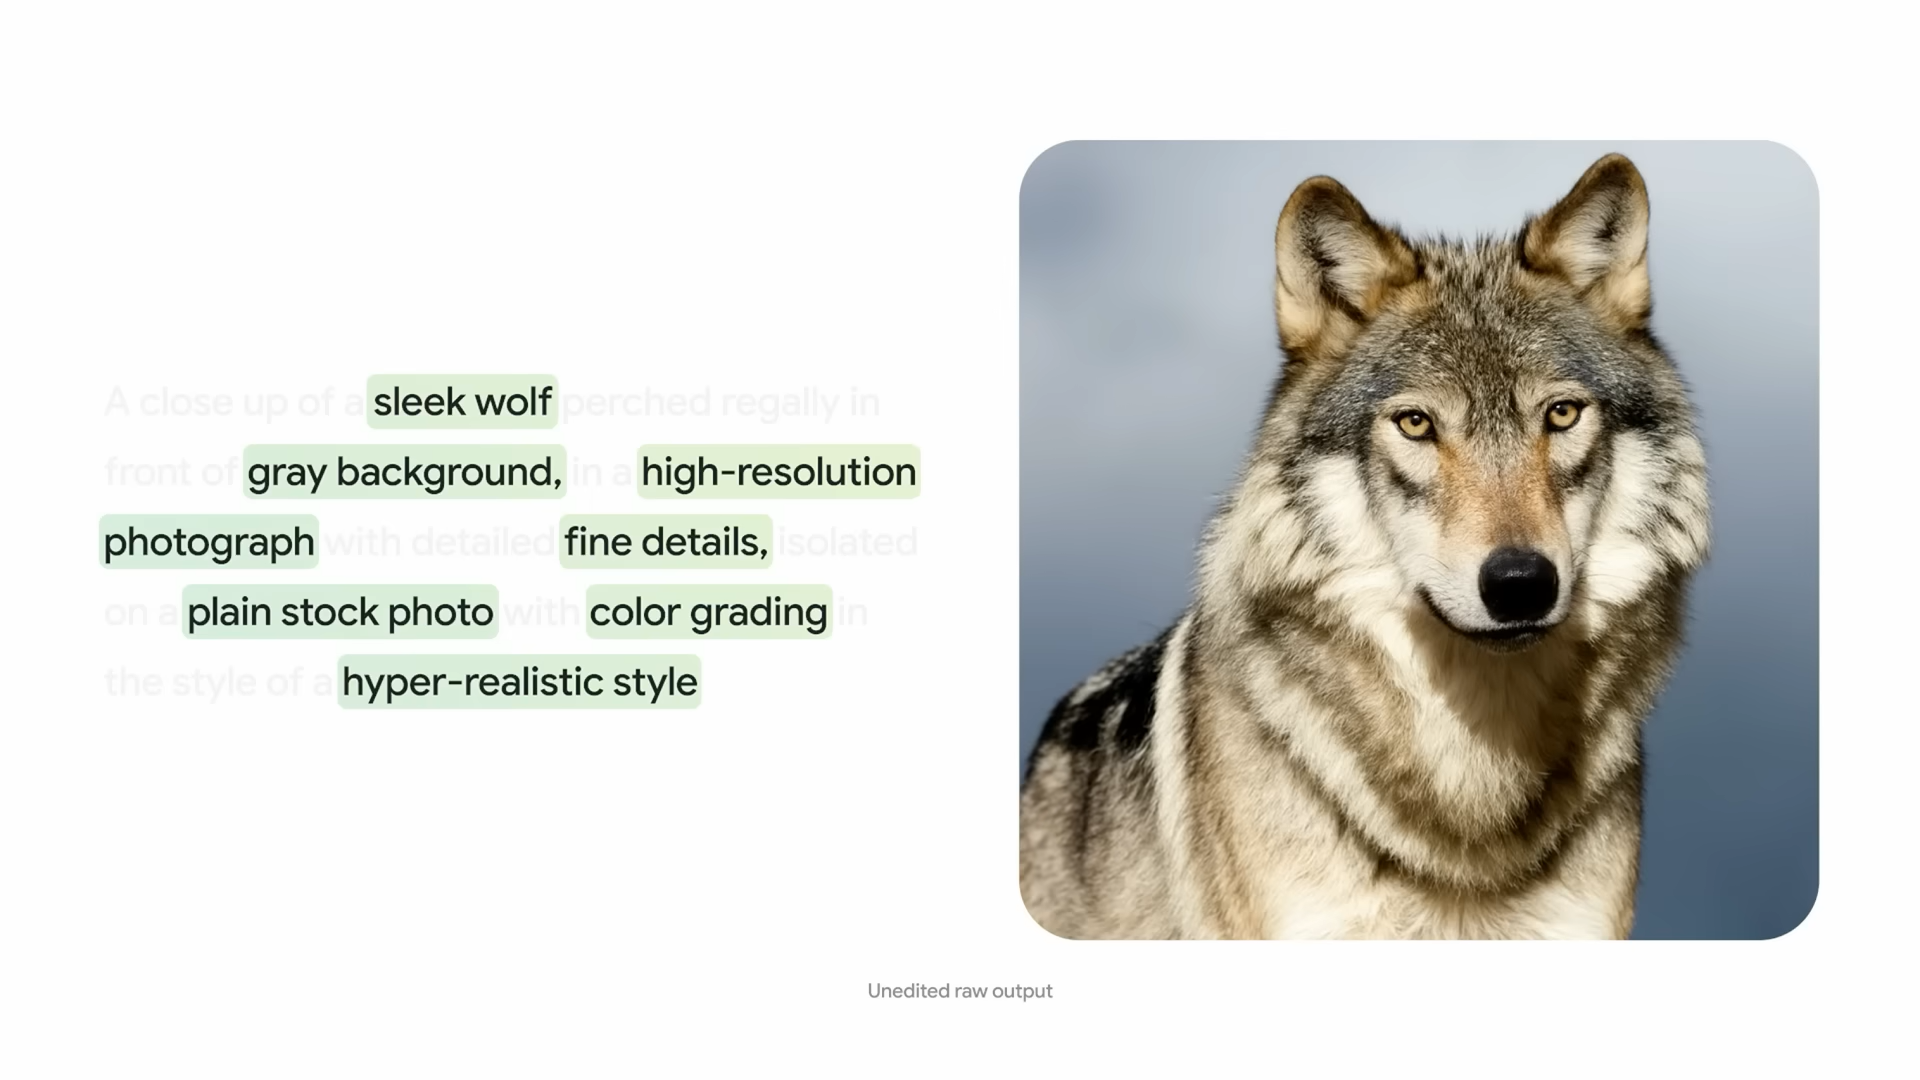 A close up of a sleek wolf perched regally in
front of gray background, in a high-resolution
photograph with detailed fine details, isolated
on a plain stock photo with color grading in
the style of a hyper-realistic style
Unedited raw output